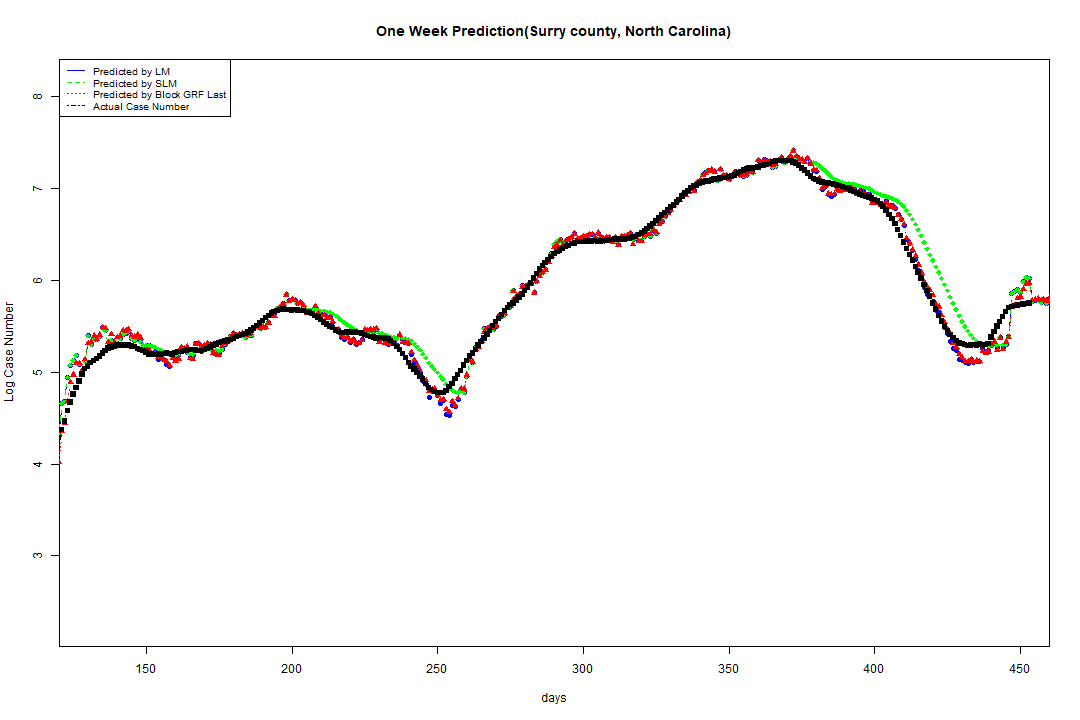 One Week Prediction(Surry county, North Carolina)
Predicted by LM
Predicted by SLM
Predicted by Block GRF Last
Actual Case Number
Log Case Number
8
7
6
5
4
3
150 200 250 300 350 400 450
days